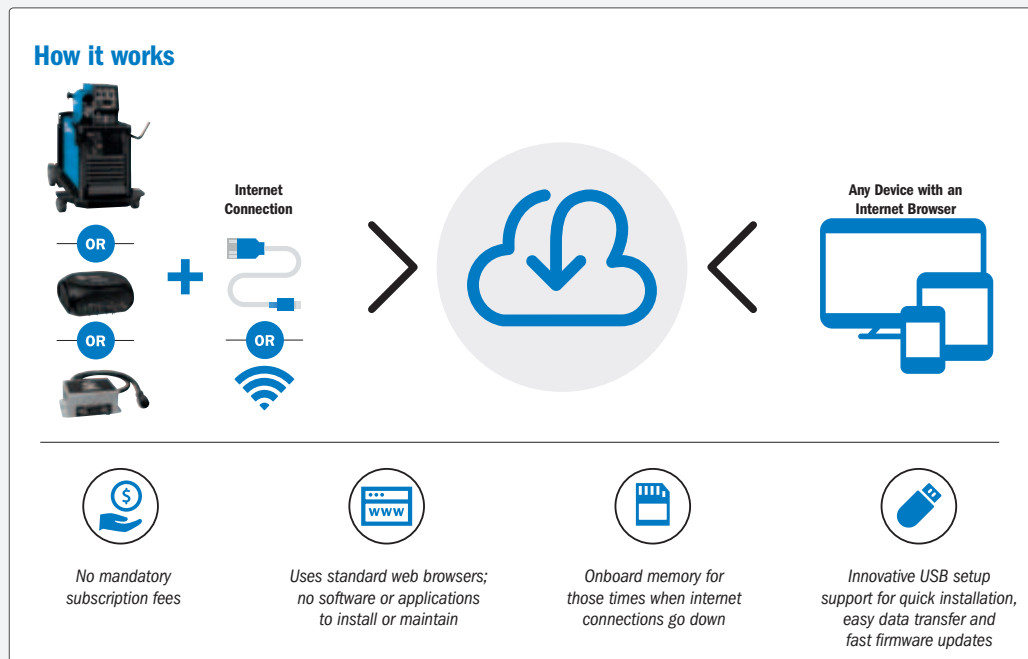 How it works
OR
OR
Internet
Connection
OR
Any Device with an
Internet Browser
$
No mandatory
subscription fees
WWW
Uses standard web browsers;
no software or applications
to install or maintain
Onboard memory for
those times when internet
connections go down
Innovative USB setup
support for quick installation,
easy data transfer and
fast firmware updates